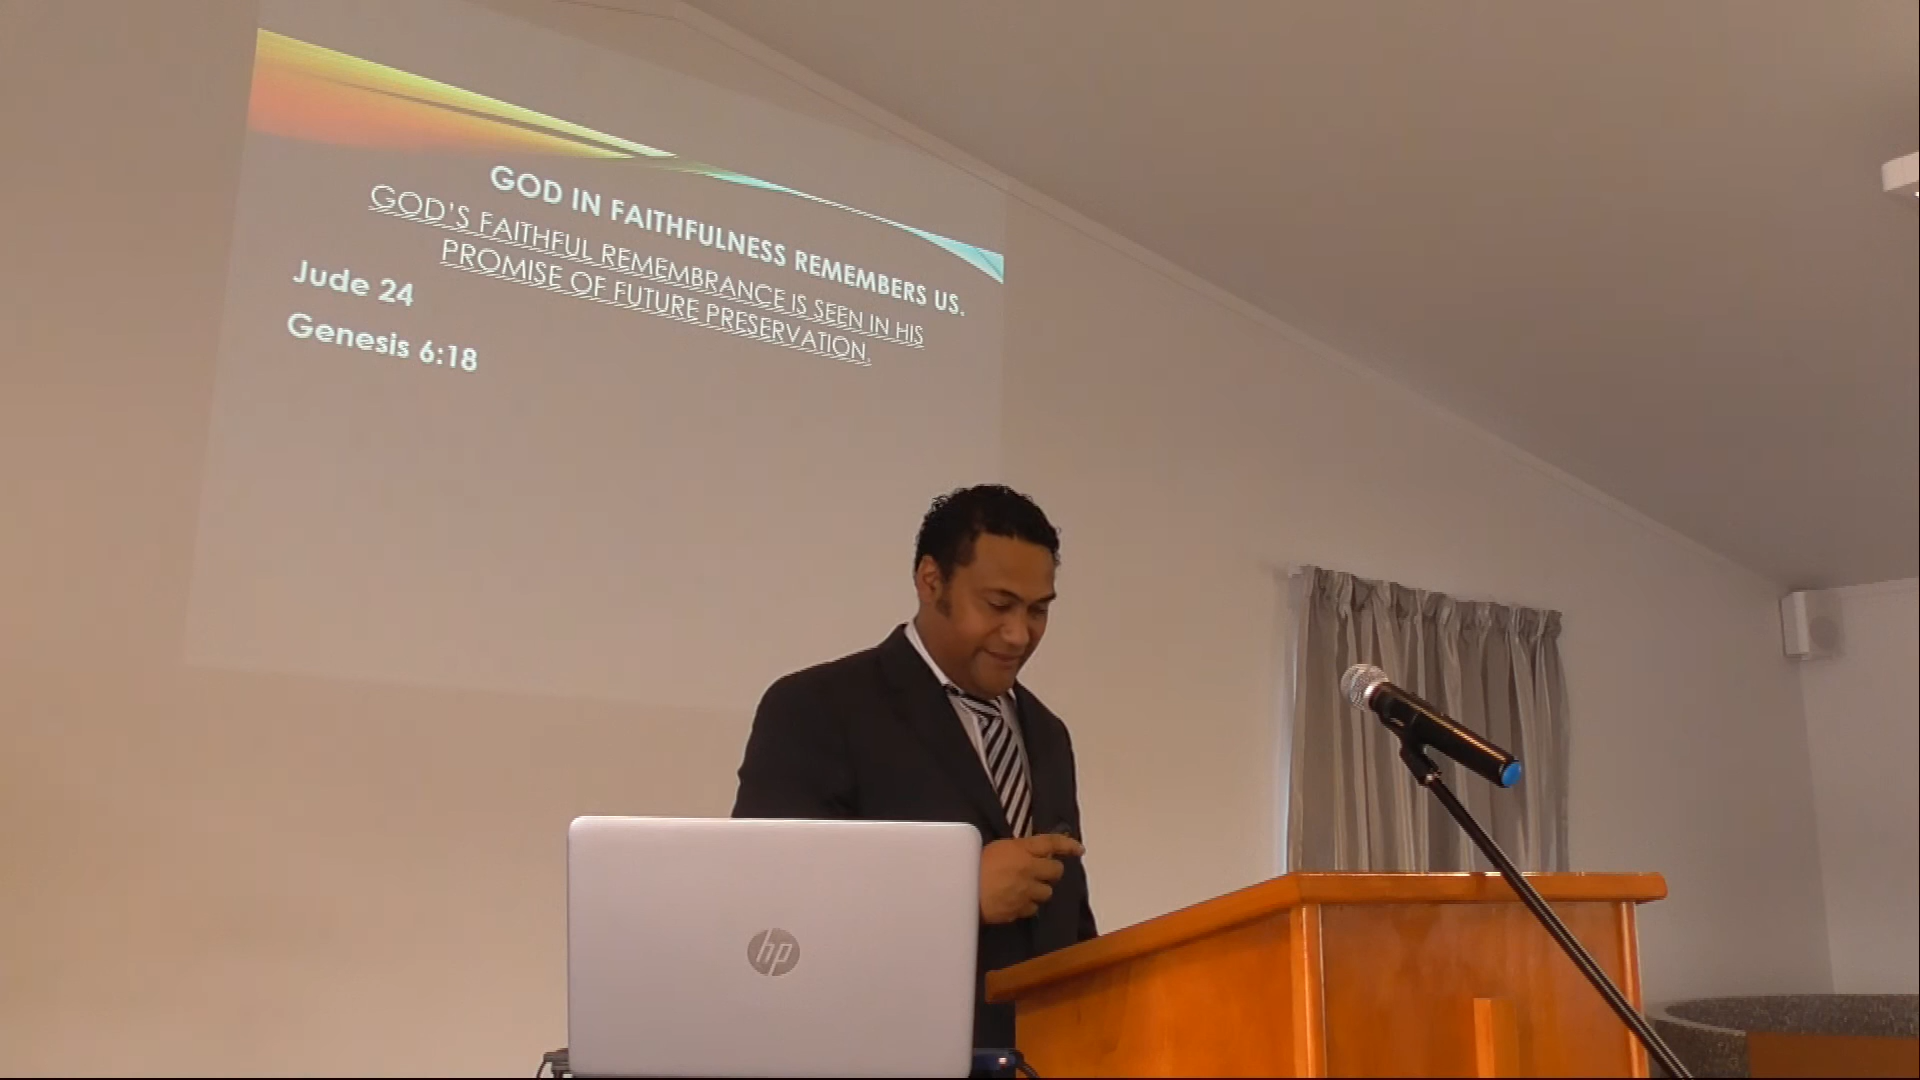 GOD IN FAITHFULNESS REMEMBERS US.
GOD'S FAITHFUL REMEMBRANCE IS SEEN IN HIS
PROMISE OF FUTURE PRESERVATION.
Jude 24
Genesis 6:18
hp